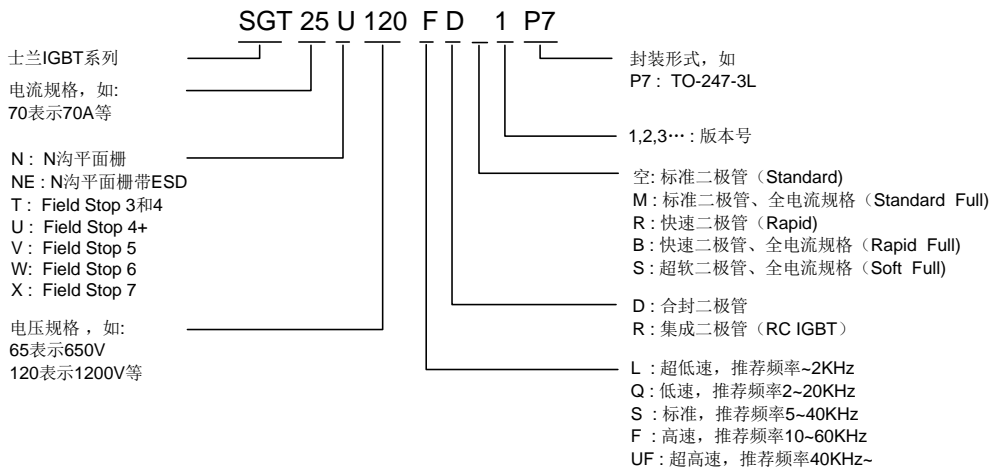 SGT 25 U 120 F D _ 1 P7
士兰IGBT系列
电流规格，如:
70表示70A等
N : N沟平面栅
NE : N沟平面栅带ESD
T : Field Stop 3和4
U : Field Stop 4+
V : Field Stop 5
W: Field Stop 6
X : Field Stop 7
电压规格 ，如:
65表示650V
120表示1200V等
封装形式，如
P7 : TO-247-3L
1,2,3… : 版本号
空: 标准二极管（Standard)
M : 标准二极管、全电流规格（Standard Full)
R : 快速二极管（Rapid)
B : 快速二极管、全电流规格（Rapid Full)
S : 超软二极管、全电流规格（Soft Full)
D : 合封二极管
R : 集成二极管（RC IGBT）
L : 超低速，推荐频率~2KHz
Q : 低速，推荐频率2~20KHz
S : 标准，推荐频率5~40KHz
F : 高速，推荐频率10~60KHz
UF : 超高速，推荐频率40KHz~